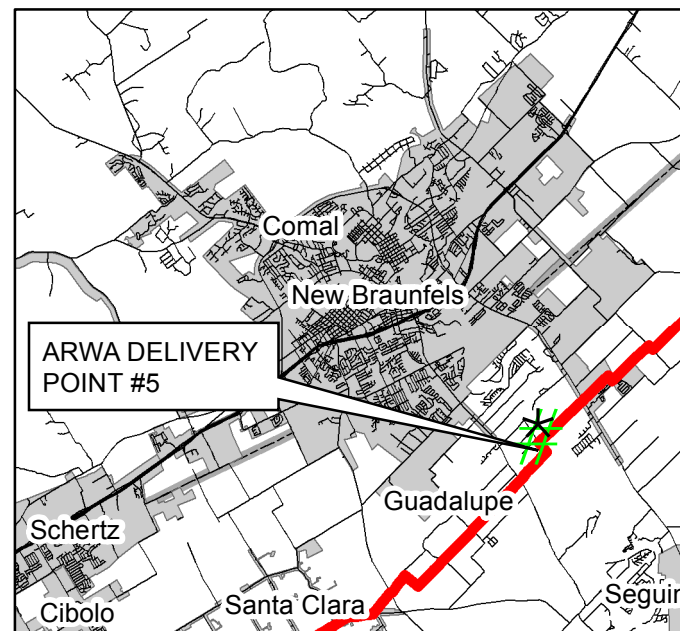 Comal
New Braunfels
ARWA DELIVERY
POINT #5
Guadalupe
Schertz
Seguin
Santa Clara
Cibolo